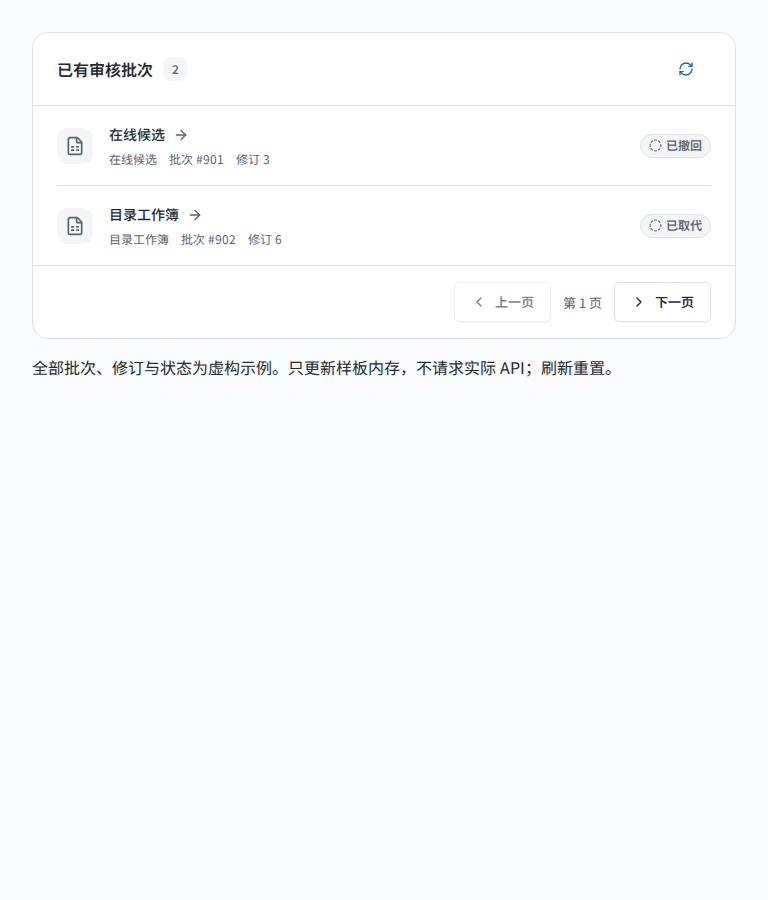 已有审核批次 2
在线候选
在线候选 批次 #901 修订 3
已撤回
目录工作簿
目录工作簿 批次 #902 修订 6
已取代
上一页 第 1 页 下一页
全部批次、修订与状态为虚构示例。只更新样板内存，不请求实际 API；刷新重置。